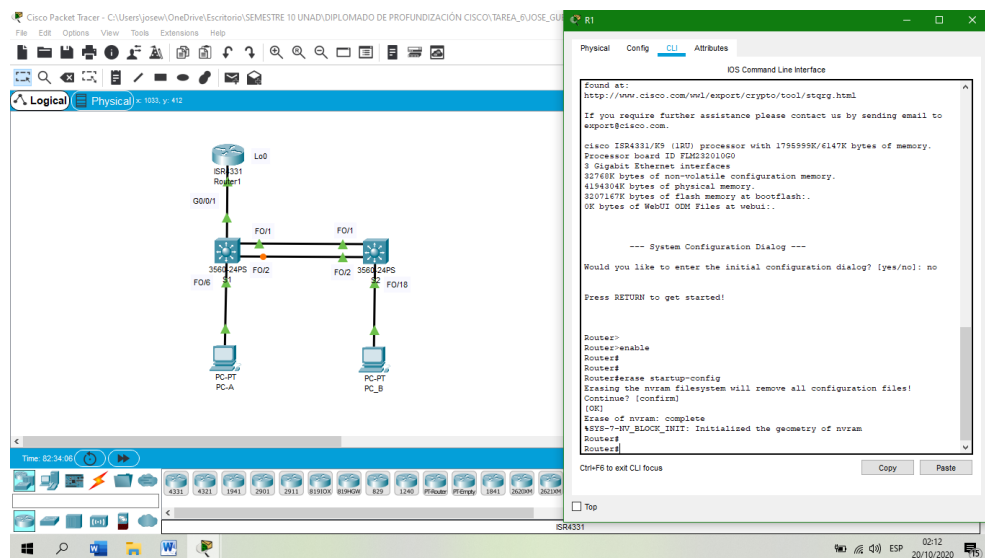 Cisco Packet Tracer - C:\Users\josew\OneDrive\Escritorio\SEMESTRE 10 UNAD\DIPLOMADO DE PROFUNDIZACIÓN CISCO\TAREA_6\JOSE_GUI
File Edit Options View Tools Extensions Help
Logical Physical x: 1033, y: 412
Lo0
ISR4331
Router1
G0/0/1
FO/1 FO/1
3560-24PS FO/2 FO/2 3560-24PS
S1 S2
FO/6 FO/18
PC-PT
PC-A
PC-PT
PC_B
Time: 82:34:06
4331 4321 1941 2901 2911 819IOX 819HGW 829 1240 PT-Router PT-Empty 1841 2620XM 2621XM
ISR4331
R1
Physical Config CLI Attributes
IOS Command Line Interface
found at:
http://www.cisco.com/wwl/export/crypto/tool/stqrg.html
If you require further assistance please contact us by sending email to
export@cisco.com.
cisco ISR4331/K9 (1RU) processor with 1795999K/6147K bytes of memory.
Processor board ID FLM232010G0
3 Gigabit Ethernet interfaces
32768K bytes of non-volatile configuration memory.
4194304K bytes of physical memory.
3207167K bytes of flash memory at bootflash:.
0K bytes of WebUI ODM Files at webui:.
--- System Configuration Dialog ---
Would you like to enter the initial configuration dialog? [yes/no]: no
Press RETURN to get started!
Router>
Router>enable
Router#
Router#
Router#erase startup-config
Erasing the nvram filesystem will remove all configuration files!
Continue? [confirm]
[OK]
Erase of nvram: complete
%SYS-7-NV_BLOCK_INIT: Initialized the geometry of nvram
Router#
Router#
Ctrl+F6 to exit CLI focus
Copy Paste
Top
ESP
02:12
20/10/2020
15